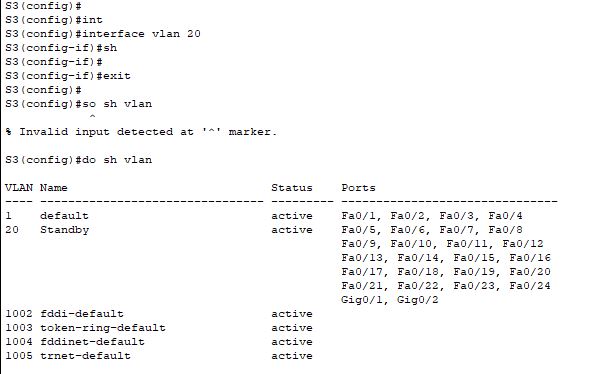 S3(config)#
S3(config)#int
S3(config)#interface vlan 20
S3(config-if)#sh
S3(config-if)#
S3(config-if)#exit
S3(config)#
S3(config)#so sh vlan
^
% Invalid input detected at '^' marker.
S3(config)#do sh vlan
VLAN Name Status Ports
---- -------------------------------- --------- -------------------------------
1 default active Fa0/1, Fa0/2, Fa0/3, Fa0/4
20 Standby active Fa0/5, Fa0/6, Fa0/7, Fa0/8
Fa0/9, Fa0/10, Fa0/11, Fa0/12
Fa0/13, Fa0/14, Fa0/15, Fa0/16
Fa0/17, Fa0/18, Fa0/19, Fa0/20
Fa0/21, Fa0/22, Fa0/23, Fa0/24
Gig0/1, Gig0/2
1002 fddi-default active
1003 token-ring-default active
1004 fddinet-default active
1005 trnet-default active